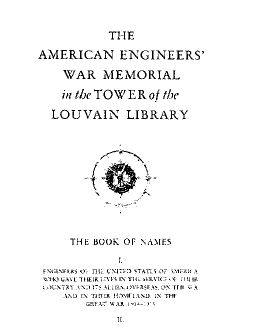 THE
AMERICAN ENGINEERS'
WAR MEMORIAL
in the TOWER of the
LOUVAIN LIBRARY
THE BOOK OF NAMES
I.
ENGINEERS OF THE UNITED STATES OF AMERICA
WHO GAVE THEIR LIVES IN THE SERVICE OF THEIR
COUNTRY AND ITS ALLIES, OVERSEAS, ON THE SEA
AND IN THEIR HOMELAND, IN THE
GREAT WAR
II.